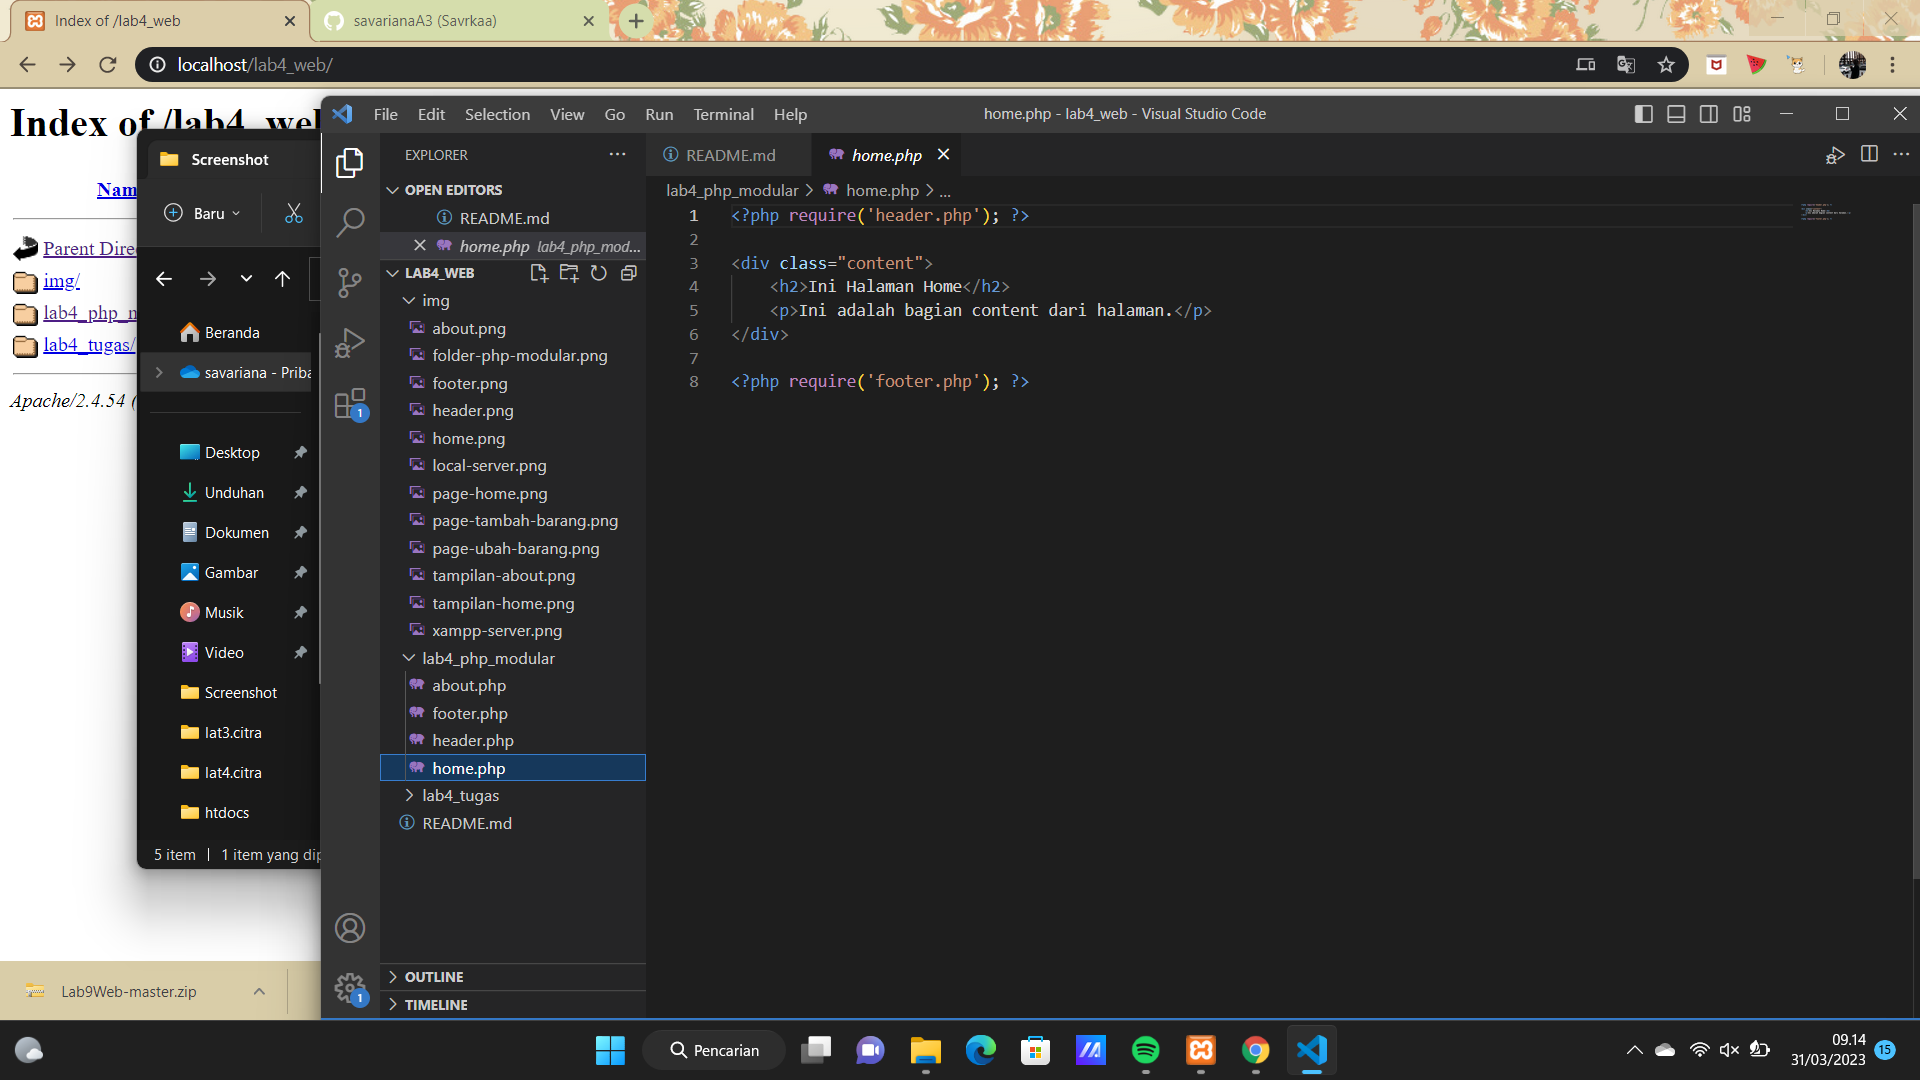 Index of /lab4_web
savarianaA3 (Savrkaa)
localhost/lab4_web/
Index of /lab4_web
Nam
Parent Dire
img/
lab4_php_m
lab4_tugas/
Apache/2.4.54 (
Screenshot
Baru
Beranda
savariana - Priba
Desktop
Unduhan
Dokumen
Gambar
Musik
Video
Screenshot
lat3.citra
lat4.citra
htdocs
5 item
1 item yang dip
File Edit Selection View Go Run Terminal Help
home.php - lab4_web - Visual Studio Code
EXPLORER
OPEN EDITORS
README.md
home.php lab4_php_mod...
LAB4_WEB
img
about.png
folder-php-modular.png
footer.png
header.png
home.png
local-server.png
page-home.png
page-tambah-barang.png
page-ubah-barang.png
tampilan-about.png
tampilan-home.png
xampp-server.png
lab4_php_modular
about.php
footer.php
header.php
home.php
lab4_tugas
README.md
OUTLINE
TIMELINE
1
1
README.md
home.php
lab4_php_modular > home.php > ...
1 <?php require('header.php'); ?>
2
3 <div class="content">
4 <h2>Ini Halaman Home</h2>
5 <p>Ini adalah bagian content dari halaman.</p>
6 </div>
7
8 <?php require('footer.php'); ?>
Lab9Web-master.zip
Pencarian
09.14
31/03/2023
15